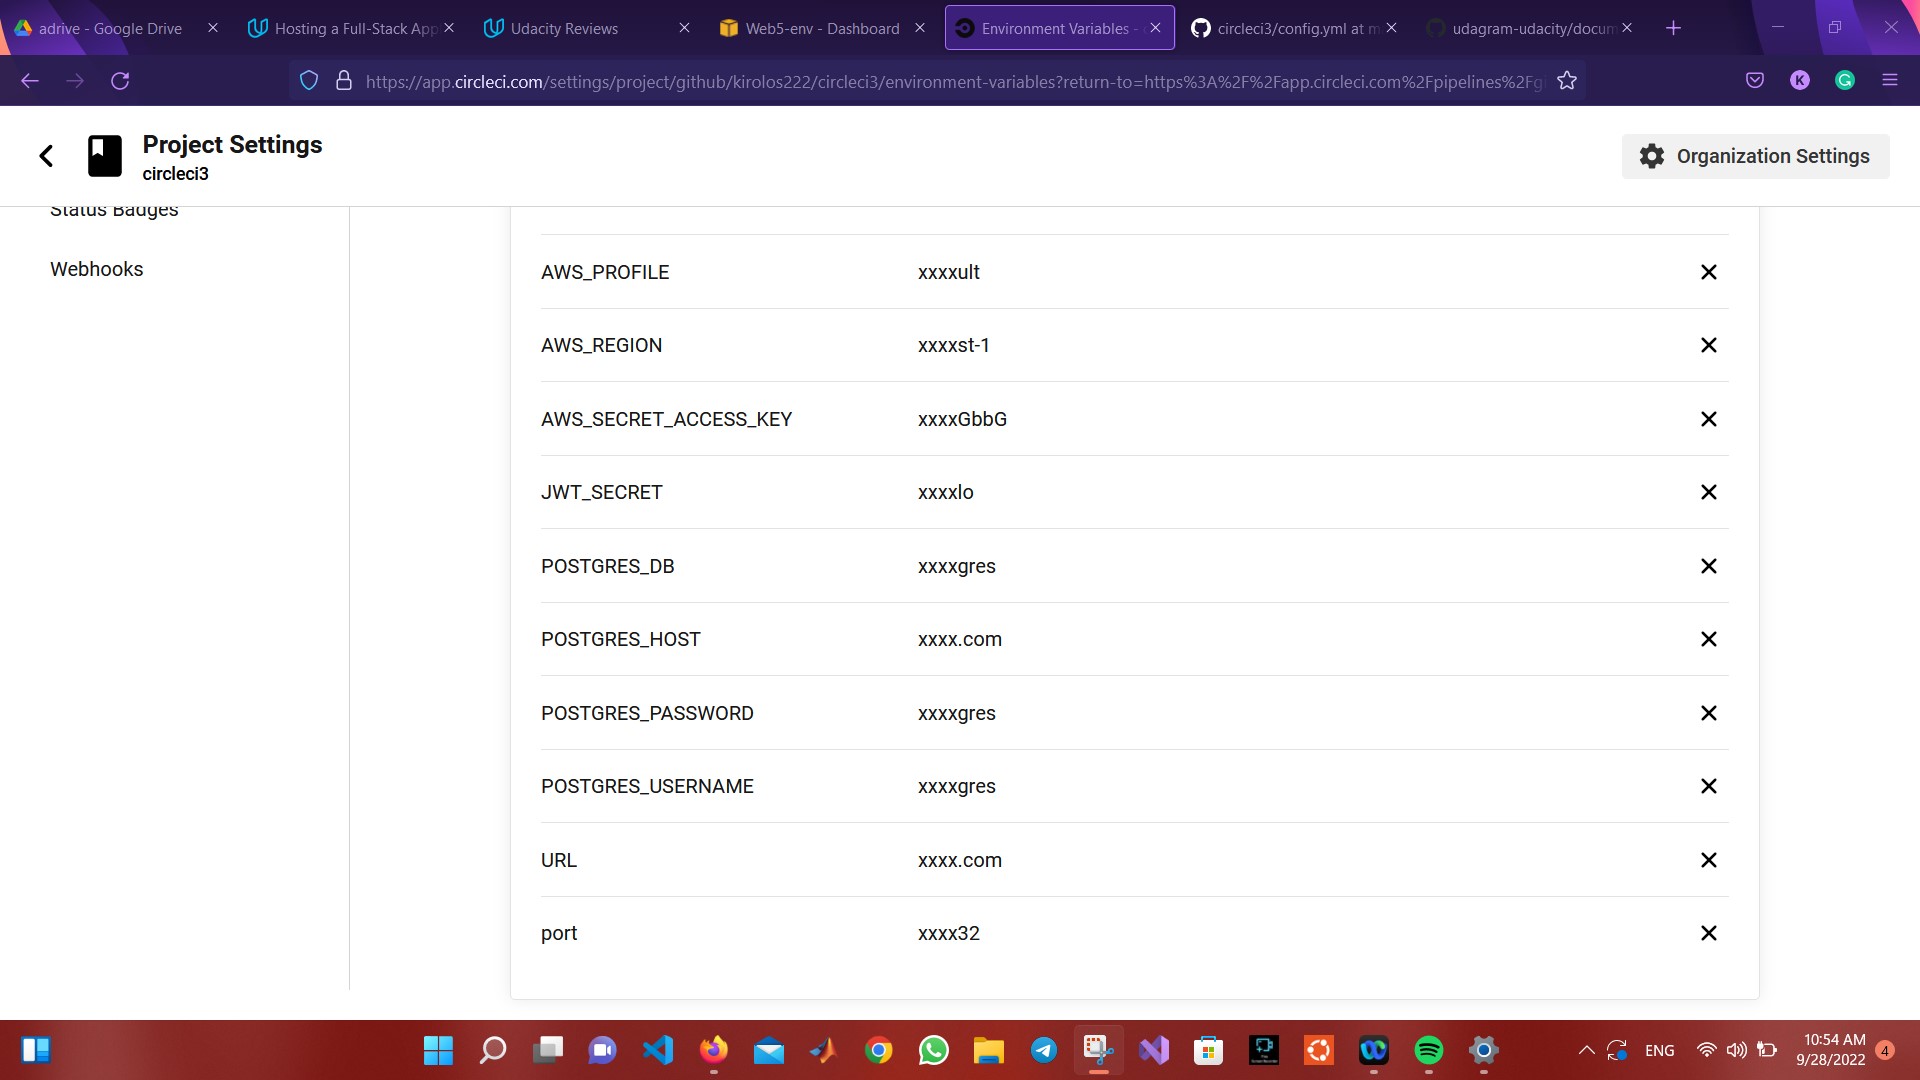 adrive - Google Drive
Hosting a Full-Stack App
Udacity Reviews
Web5-env - Dashboard
Environment Variables -
circleci3/config.yml at m
udagram-udacity/docum
https://app.circleci.com/settings/project/github/kirolos222/circleci3/environment-variables?return-to=https%3A%2F%2Fapp.circleci.com%2Fpipelines%2Fg
K
G
Project Settings
circleci3
Organization Settings
Status Badges
Webhooks
AWS_PROFILE xxxxult
AWS_REGION xxxxst-1
AWS_SECRET_ACCESS_KEY xxxxGbbG
JWT_SECRET xxxxlo
POSTGRES_DB xxxxgres
POSTGRES_HOST xxxx.com
POSTGRES_PASSWORD xxxxgres
POSTGRES_USERNAME xxxxgres
URL xxxx.com
port xxxx32
ENG
10:54 AM
9/28/2022
4